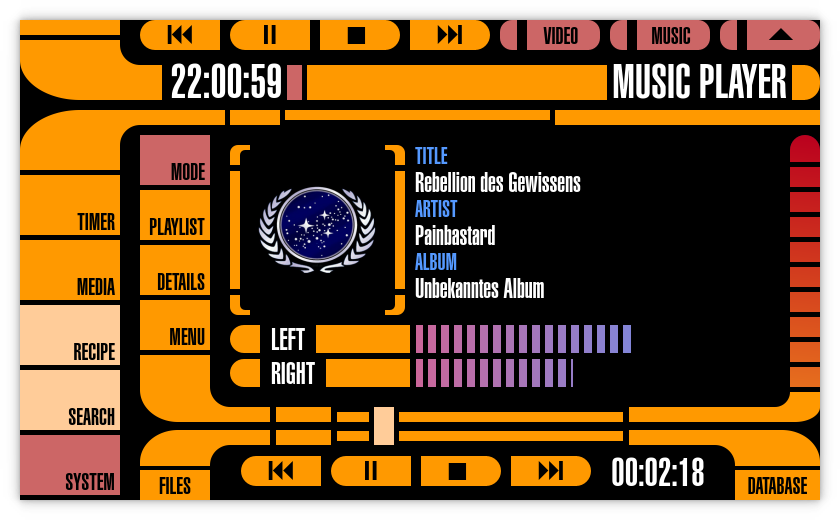 VIDEO
MUSIC
22:00:59
MUSIC PLAYER
TIMER
MEDIA
RECIPE
SEARCH
SYSTEM
MODE
PLAYLIST
DETAILS
MENU
TITLE
Rebellion des Gewissens
ARTIST
Painbastard
ALBUM
Unbekanntes Album
LEFT
RIGHT
FILES
00:02:18
DATABASE